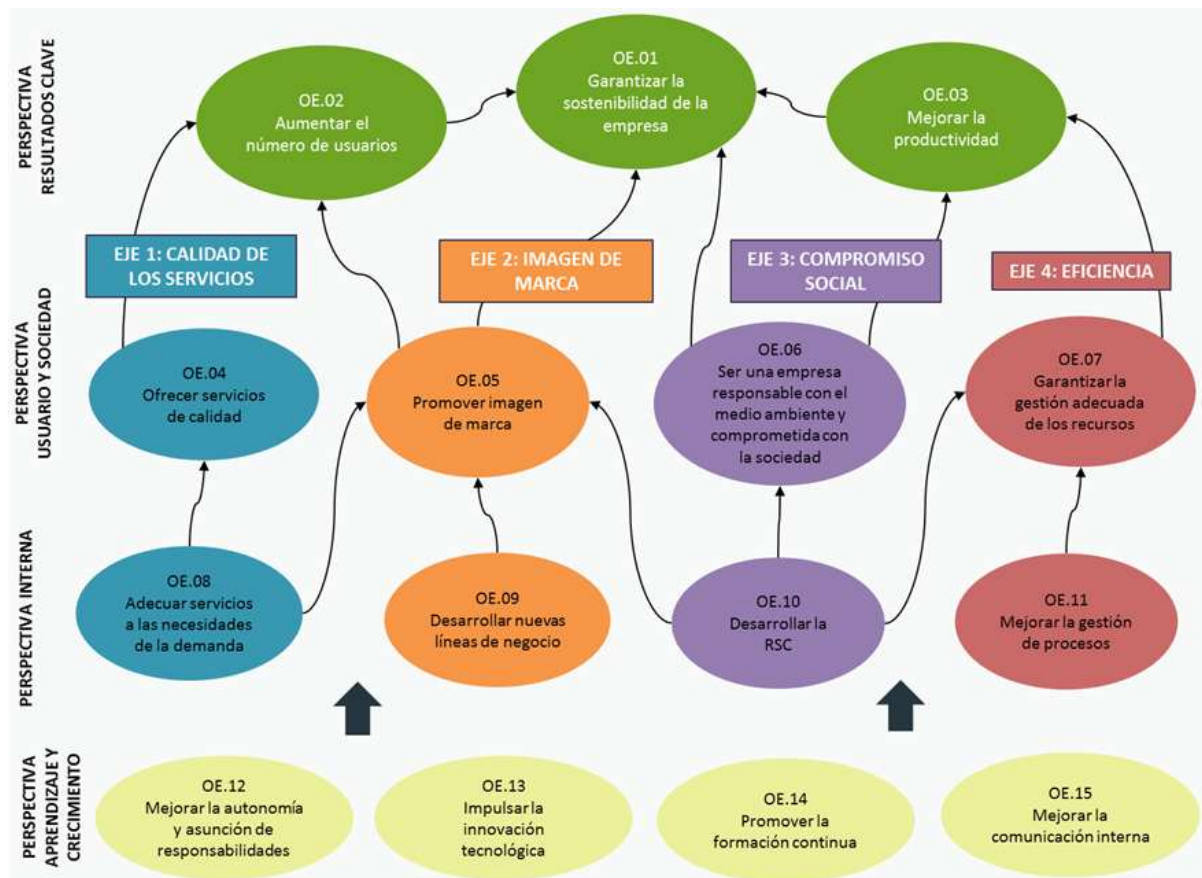 PERSPECTIVA
RESULTADOS CLAVE
OE.02
Aumentar el
número de usuarios
OE.01
Garantizar la
sostenibilidad de la
empresa
OE.03
Mejorar la
productividad
EJE 1: CALIDAD DE
LOS SERVICIOS
EJE 2: IMAGEN DE
MARCA
EJE 3: COMPROMISO
SOCIAL
EJE 4: EFICIENCIA
PERSPECTIVA
USUARIO Y SOCIEDAD
OE.04
Ofrecer servicios
de calidad
OE.05
Promover imagen
de marca
OE.06
Ser una empresa
responsable con el
medio ambiente y
comprometida con
la sociedad
OE.07
Garantizar la
gestión adecuada
de los recursos
PERSPECTIVA INTERNA
OE.08
Adecuar servicios
a las necesidades
de la demanda
OE.09
Desarrollar nuevas
líneas de negocio
OE.10
Desarrollar la
RSC
OE.11
Mejorar la gestión
de procesos
PERSPECTIVA
APRENDIZAJE Y
CRECIMIENTO
OE.12
Mejorar la autonomía
y asunción de
responsabilidades
OE.13
Impulsar la
innovación
tecnológica
OE.14
Promover la
formación continua
OE.15
Mejorar la
comunicación interna